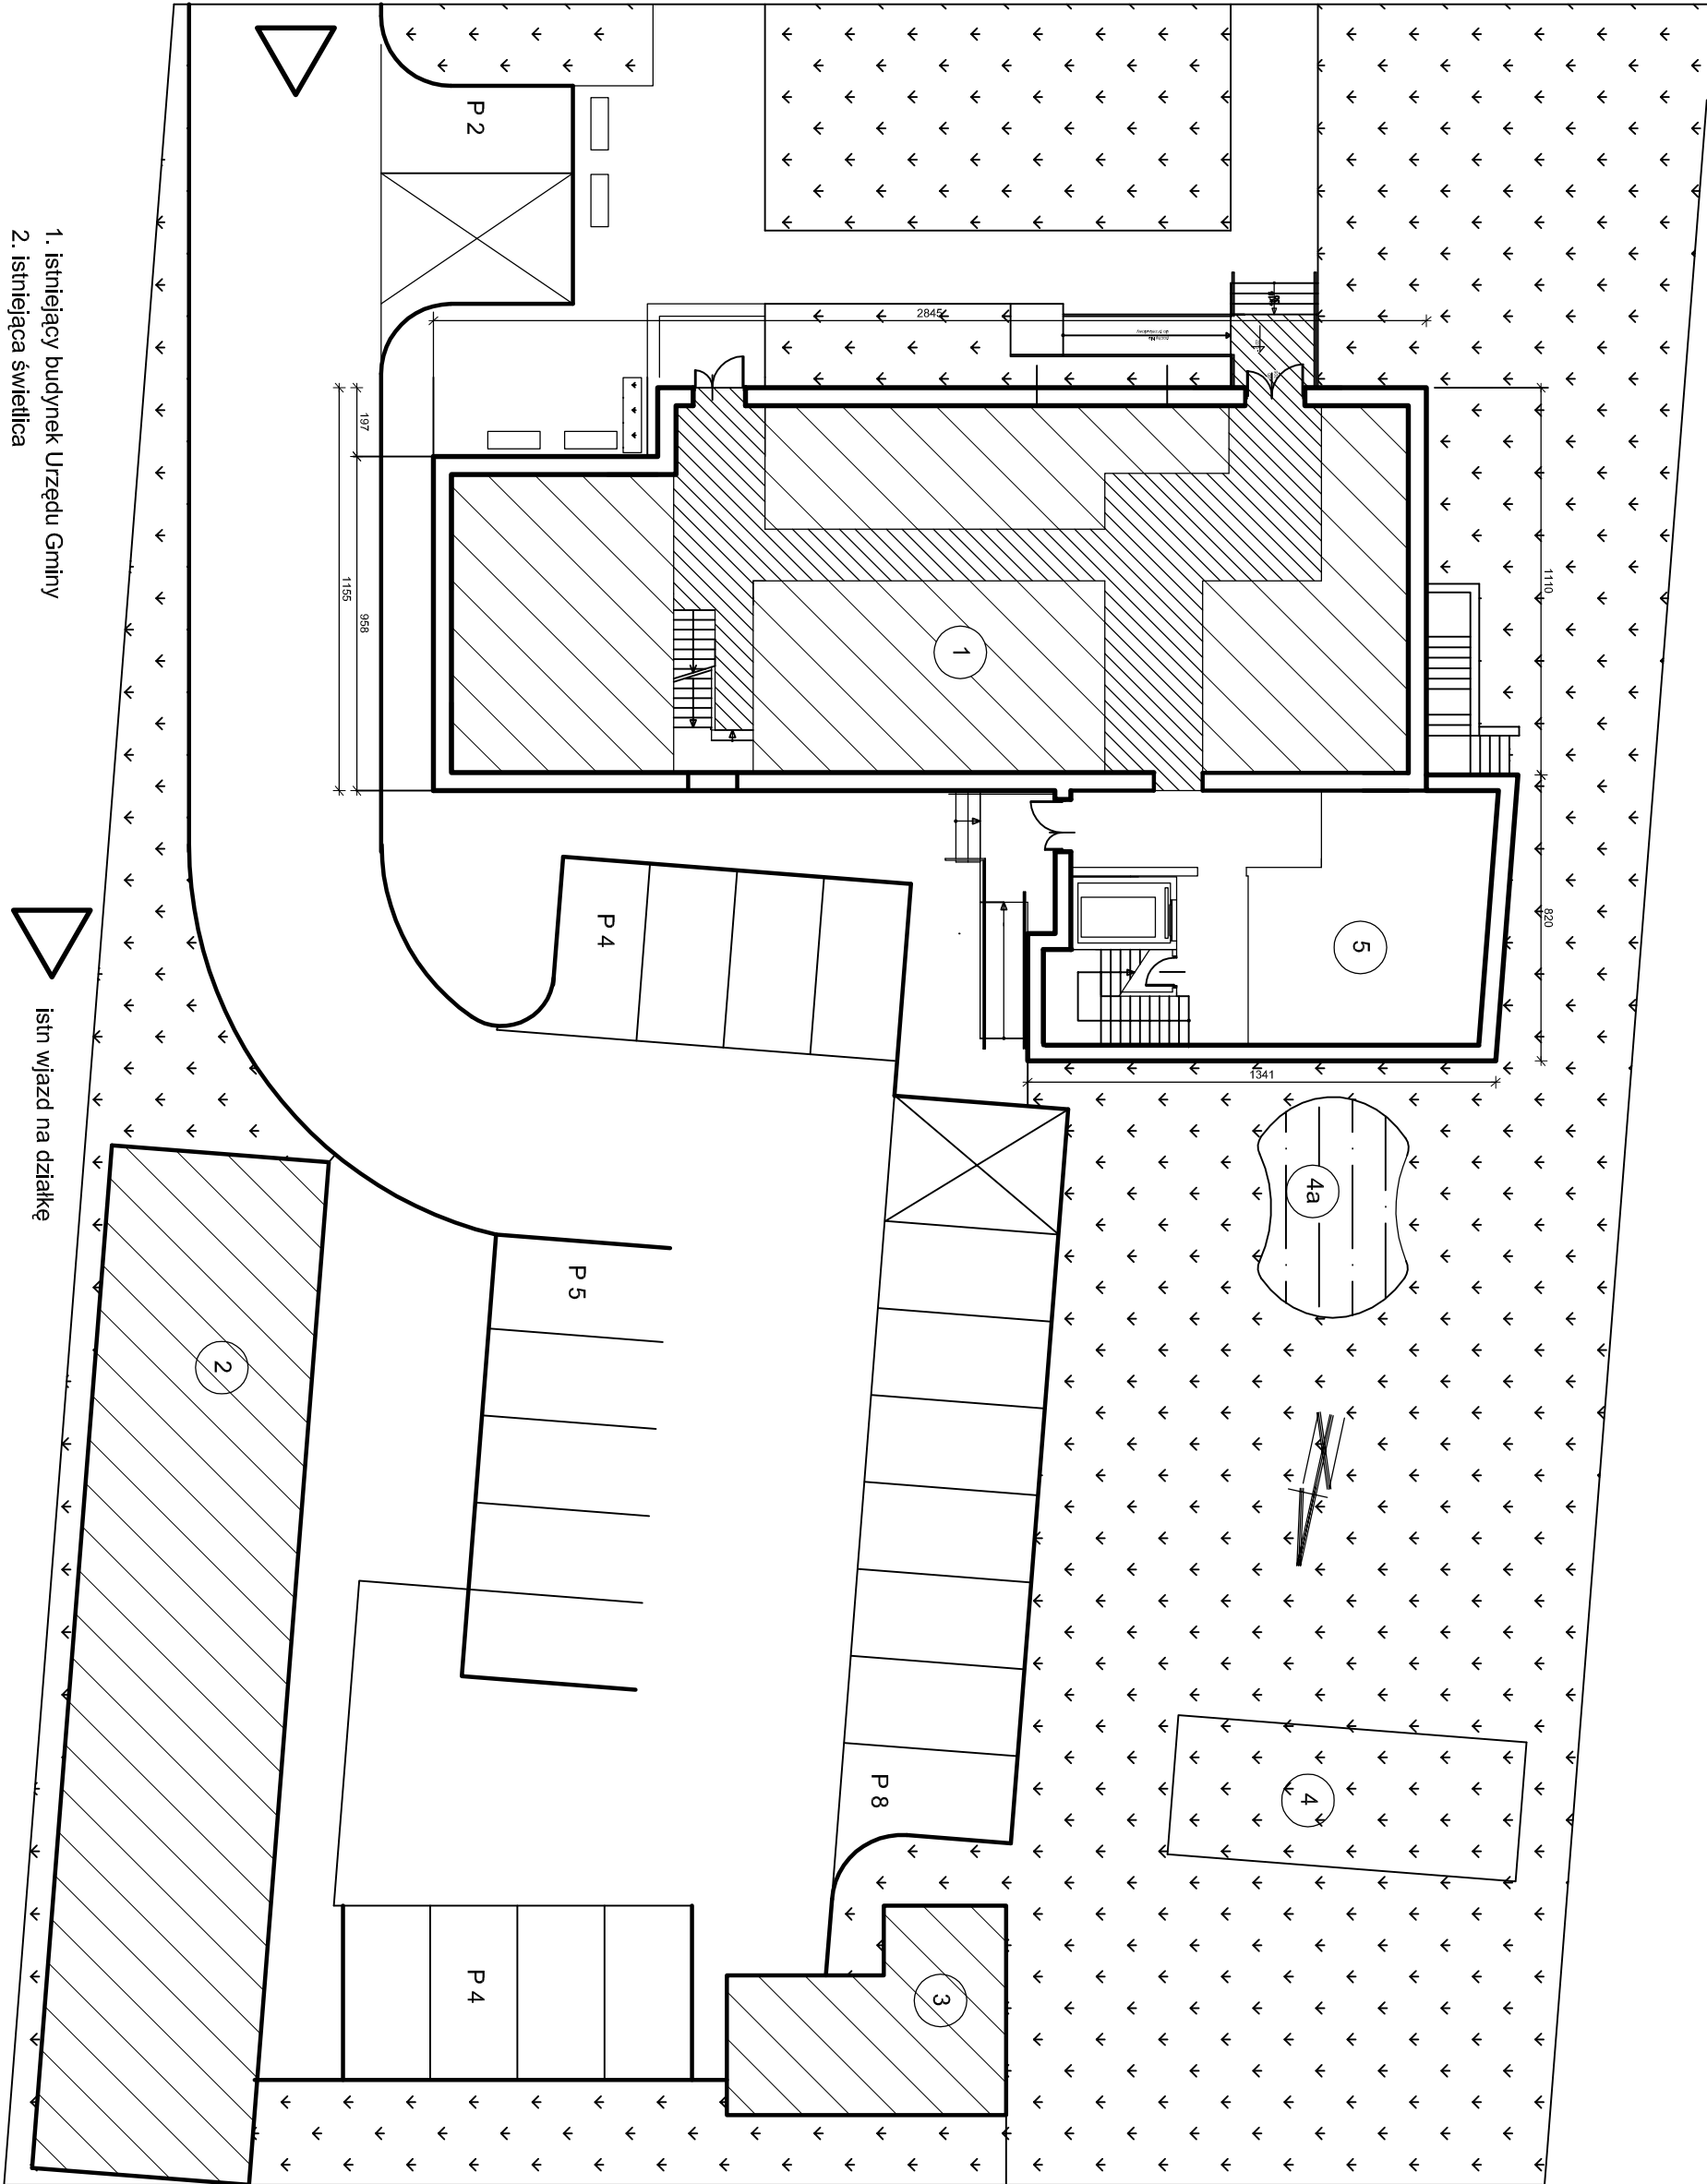 P 2
2845
197
1155
958
1110
820
1
5
1341
P 4
4a
P 5
2
P 8
4
3
P 4
1. istniejący budynek Urzędu Gminy
2. istniejąca świetlica
istn wjazd na działkę